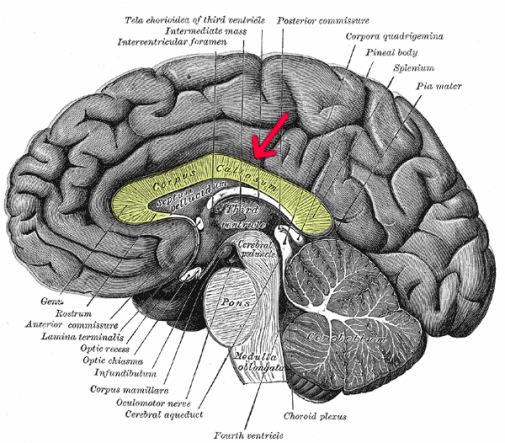 Tela chorioidea of third ventricle
Posterior commissure
Intermediate mass
Interventricular foramen
Corpora quadrigemina
Pineal body
Splenium
Pia mater
Corpus Callosum
Septum
pellucidum
Third
ventricle
Cerebral
peduncle
Pons
Cerebellum
Medulla
oblongata
Genu
Rostrum
Anterior commissure
Lamina terminalis
Optic recess
Optic chiasma
Infundibulum
Corpus mamillare
Oculomotor nerve
Cerebral aqueduct
Choroid plexus
Fourth ventricle